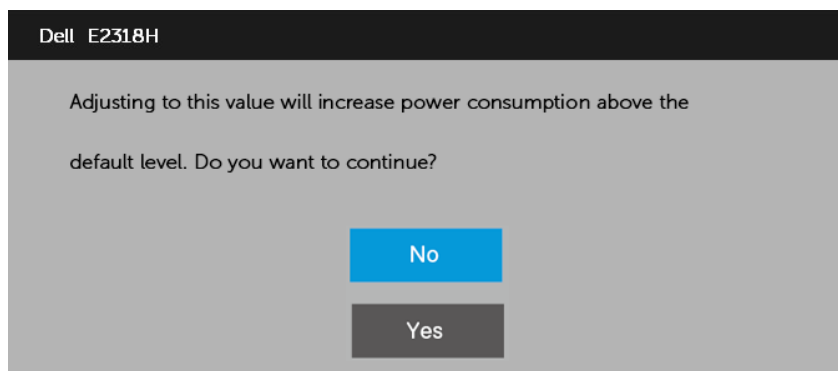 Dell E2318H
Adjusting to this value will increase power consumption above the
default level. Do you want to continue?
No
Yes